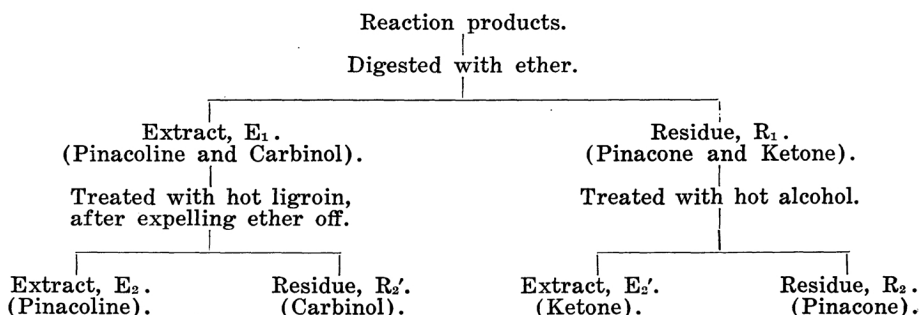 Reaction products.
Digested with ether.
Extract, E₁.
(Pinacoline and Carbinol).
Treated with hot ligroin,
after expelling ether off.
Extract, E₂.
(Pinacoline).
Residue, R₂′.
(Carbinol).
Residue, R₁.
(Pinacone and Ketone).
Treated with hot alcohol.
Extract, E₂′.
(Ketone).
Residue, R₂.
(Pinacone).